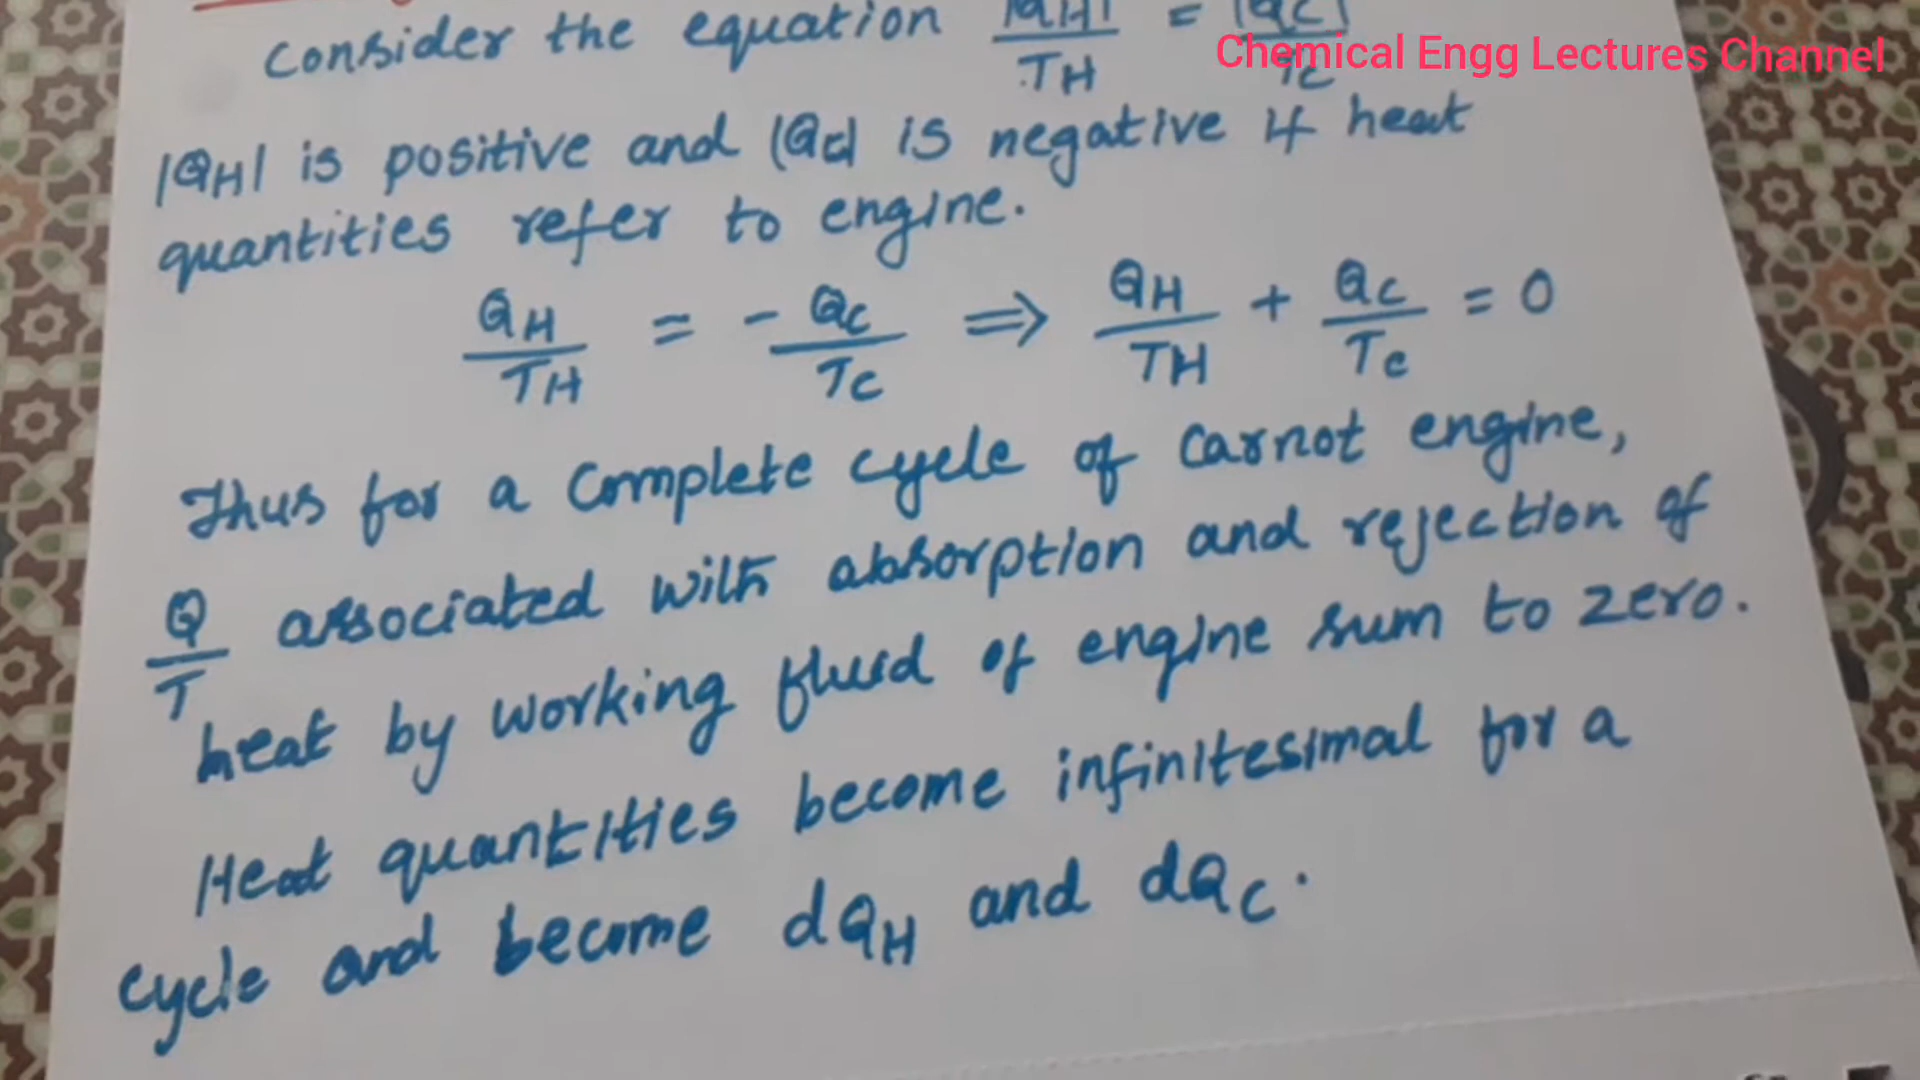 Consider the equation |QH|/TH = |QC|/TC
Chemical Engg Lectures Channel
|QH| is positive and |QC| is negative if heat
quantities refer to engine.
QH/TH = - QC/TC ⇒ QH/TH + QC/TC = 0
Thus for a Complete cycle of Carnot engine,
Q/T associated with absorption and rejection of
heat by working fluid of engine sum to zero.
Heat quantities become infinitesimal for a
cycle and become dQH and dQC.